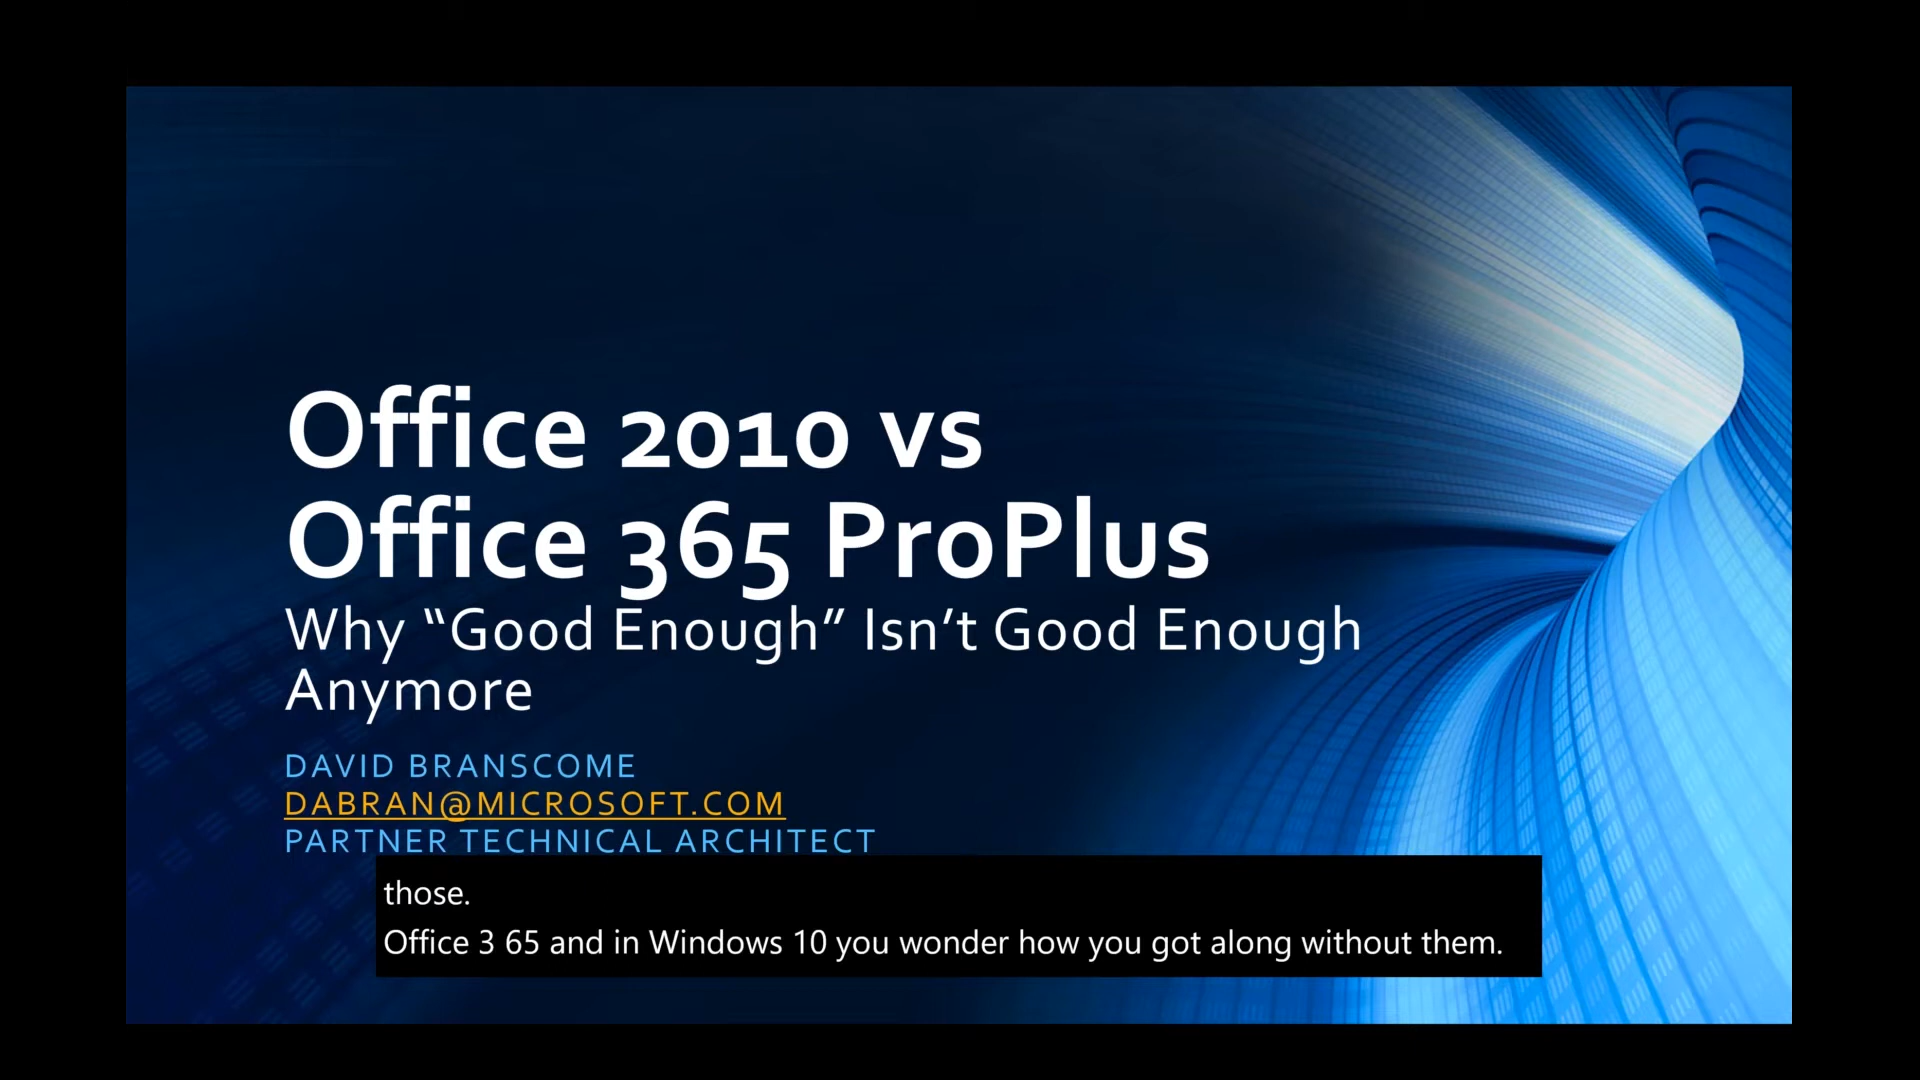 Office 2010 vs
Office 365 ProPlus
Why “Good Enough” Isn’t Good Enough
Anymore
DAVID BRANSCOME
DABRAN@MICROSOFT.COM
PARTNER TECHNICAL ARCHITECT
those.
Office 3 65 and in Windows 10 you wonder how you got along without them.